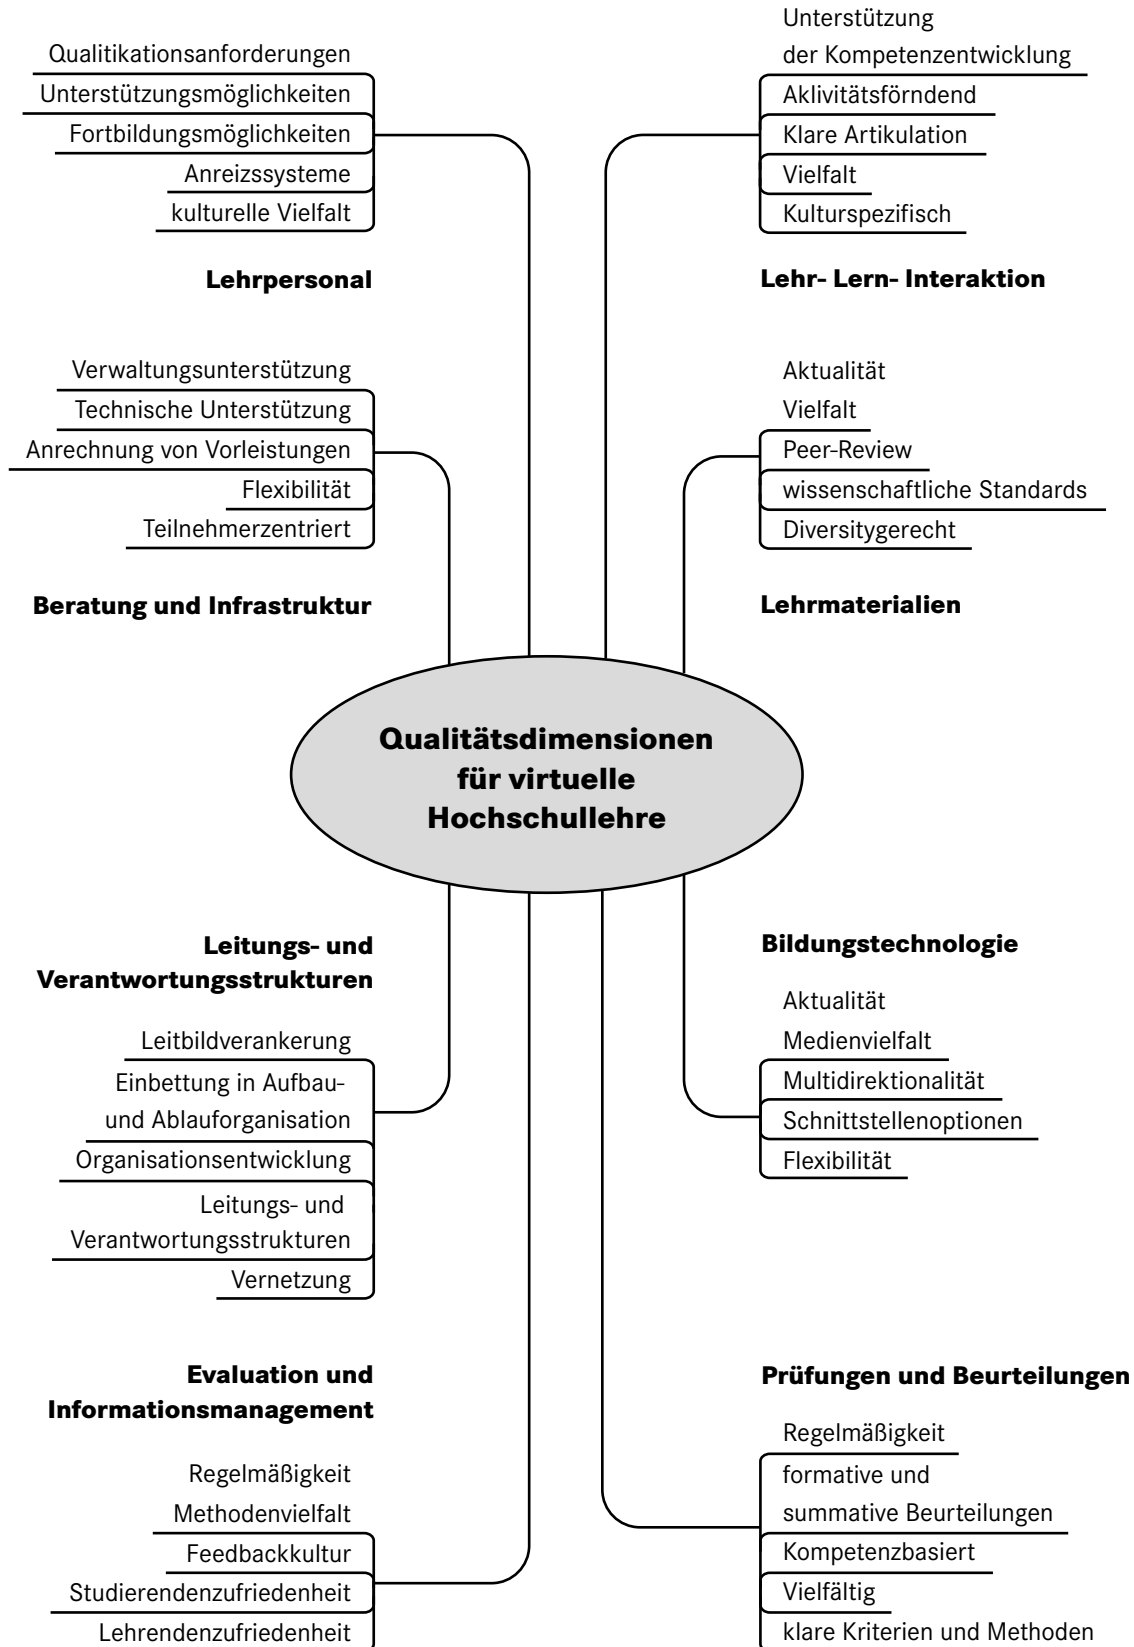 Qualitikationsanforderungen
Unterstützungsmöglichkeiten
Fortbildungsmöglichkeiten
Anreizssysteme
kulturelle Vielfalt
Lehrpersonal
Unterstützung
der Kompetenzentwicklung
Aklivitätsförndend
Klare Artikulation
Vielfalt
Kulturspezifisch
Lehr- Lern- Interaktion
Verwaltungsunterstützung
Technische Unterstützung
Anrechnung von Vorleistungen
Flexibilität
Teilnehmerzentriert
Beratung und Infrastruktur
Aktualität
Vielfalt
Peer-Review
wissenschaftliche Standards
Diversitygerecht
Lehrmaterialien
Qualitätsdimensionen
für virtuelle
Hochschullehre
Leitungs- und
Verantwortungsstrukturen
Leitbildverankerung
Einbettung in Aufbau-
und Ablauforganisation
Organisationsentwicklung
Leitungs- und
Verantwortungsstrukturen
Vernetzung
Bildungstechnologie
Aktualität
Medienvielfalt
Multidirektionalität
Schnittstellenoptionen
Flexibilität
Evaluation und
Informationsmanagement
Regelmäßigkeit
Methodenvielfalt
Feedbackkultur
Studierendenzufriedenheit
Lehrendenzufriedenheit
Prüfungen und Beurteilungen
Regelmäßigkeit
formative und
summative Beurteilungen
Kompetenzbasiert
Vielfältig
klare Kriterien und Methoden